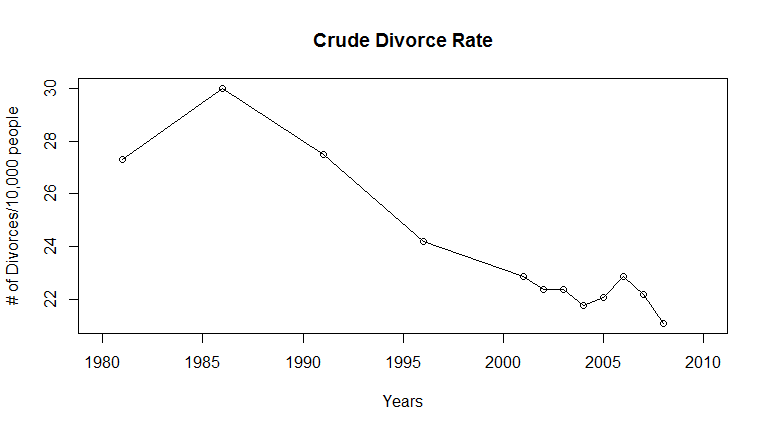 Crude Divorce Rate
# of Divorces/10,000 people
30
28
26
24
22
1980 1985 1990 1995 2000 2005 2010
Years